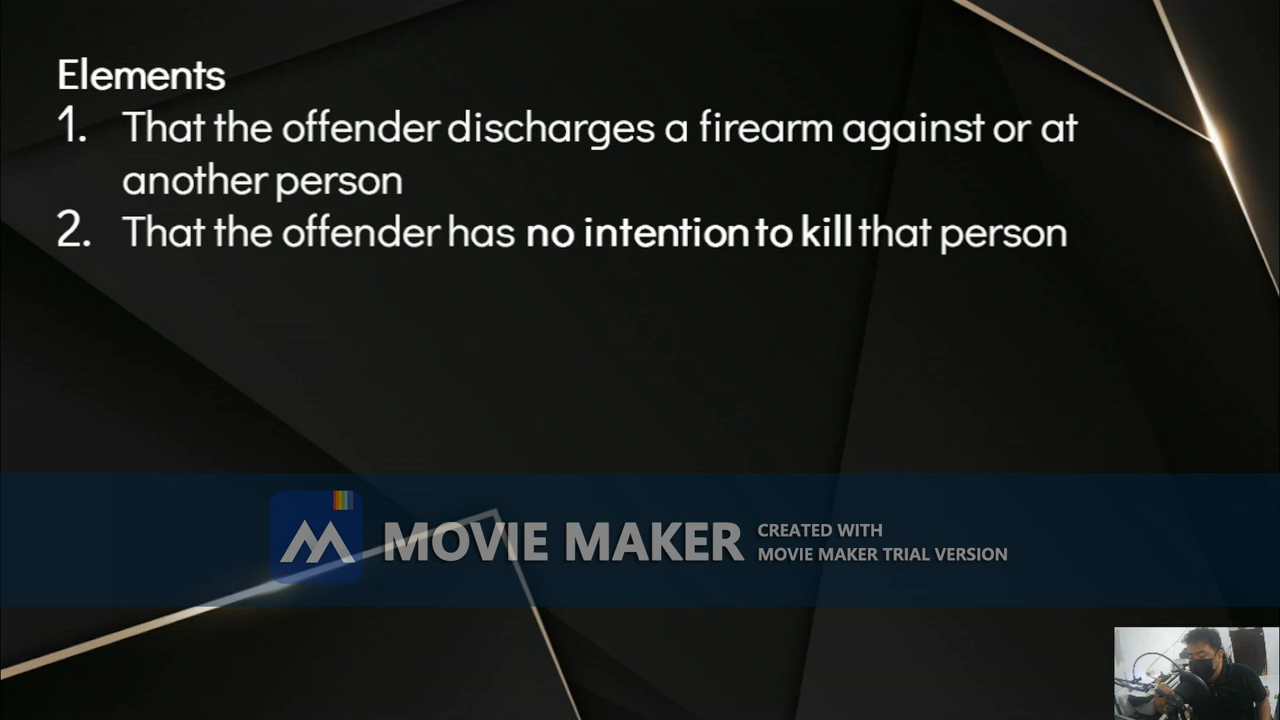 Elements
1. That the offender discharges a firearm against or at
another person
2. That the offender has no intention to kill that person
MOVIE MAKER
CREATED WITH
MOVIE MAKER TRIAL VERSION